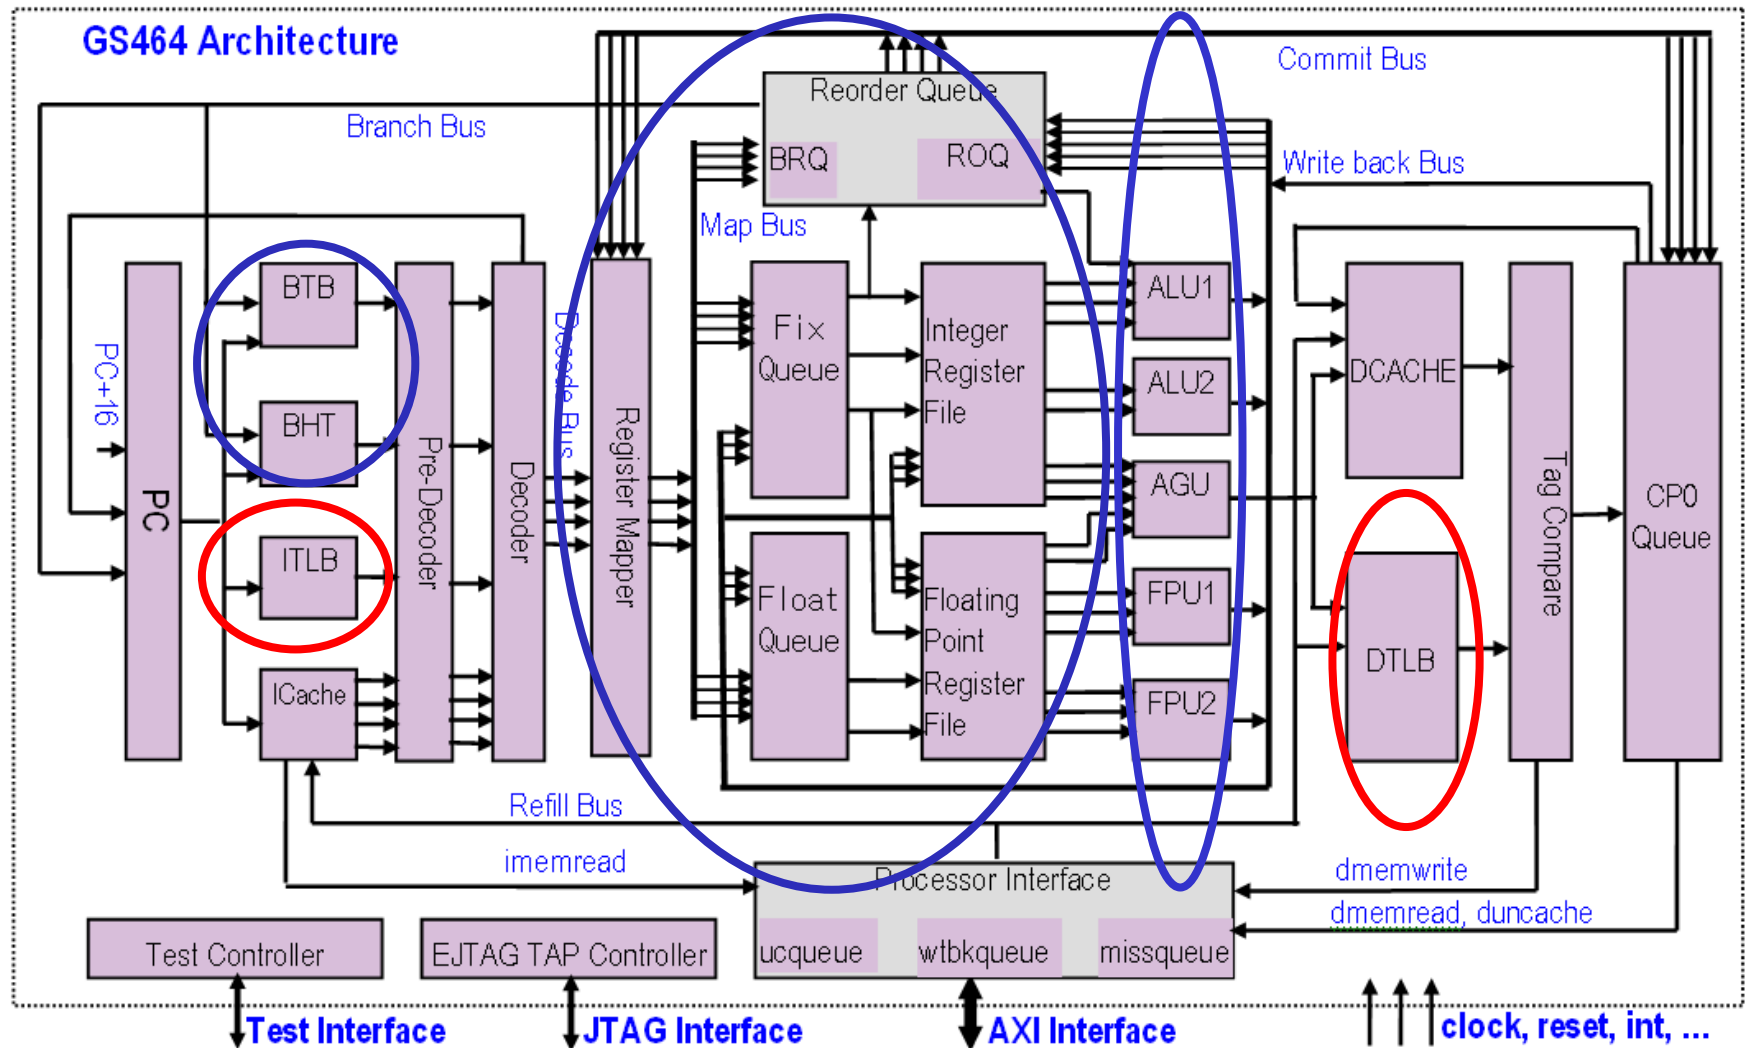 GS464 Architecture
Commit Bus
Reorder Queue
Branch Bus
BRQ
ROQ
Write back Bus
Map Bus
BTB
BHT
ITLB
ICache
PC+16
PC
Pre-Decoder
Decoder
Decode Bus
Register Mapper
Fix
Queue
Float
Queue
Integer
Register
File
Floating
Point
Register
File
ALU1
ALU2
AGU
FPU1
FPU2
DCACHE
DTLB
Tag Compare
CP0
Queue
Refill Bus
imemread
Processor Interface
dmemwrite
dmemread, duncache
ucqueue
wtbkqueue
missqueue
Test Controller
EJTAG TAP Controller
Test Interface
JTAG Interface
AXI Interface
clock, reset, int, ...